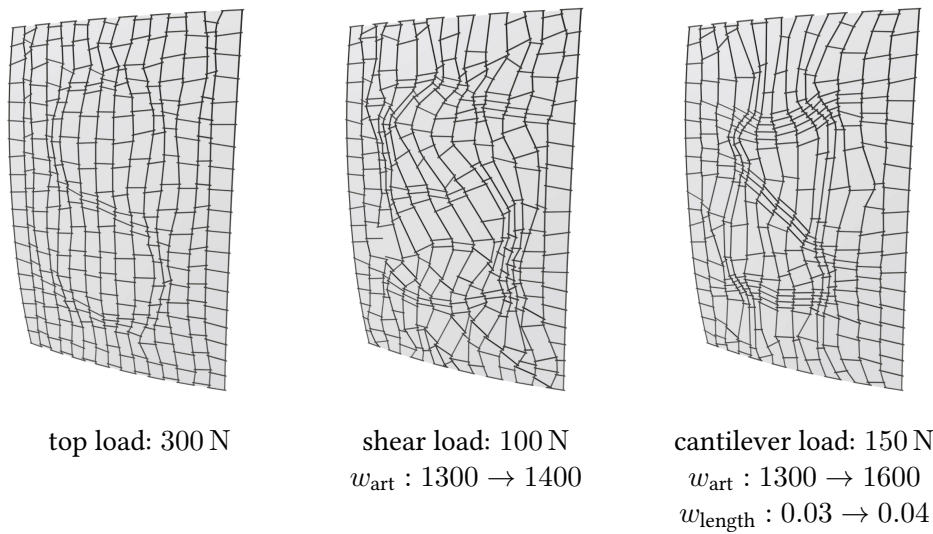 top load: 300 N
shear load: 100 N
w_art : 1300 → 1400
cantilever load: 150 N
w_art : 1300 → 1600
w_length : 0.03 → 0.04